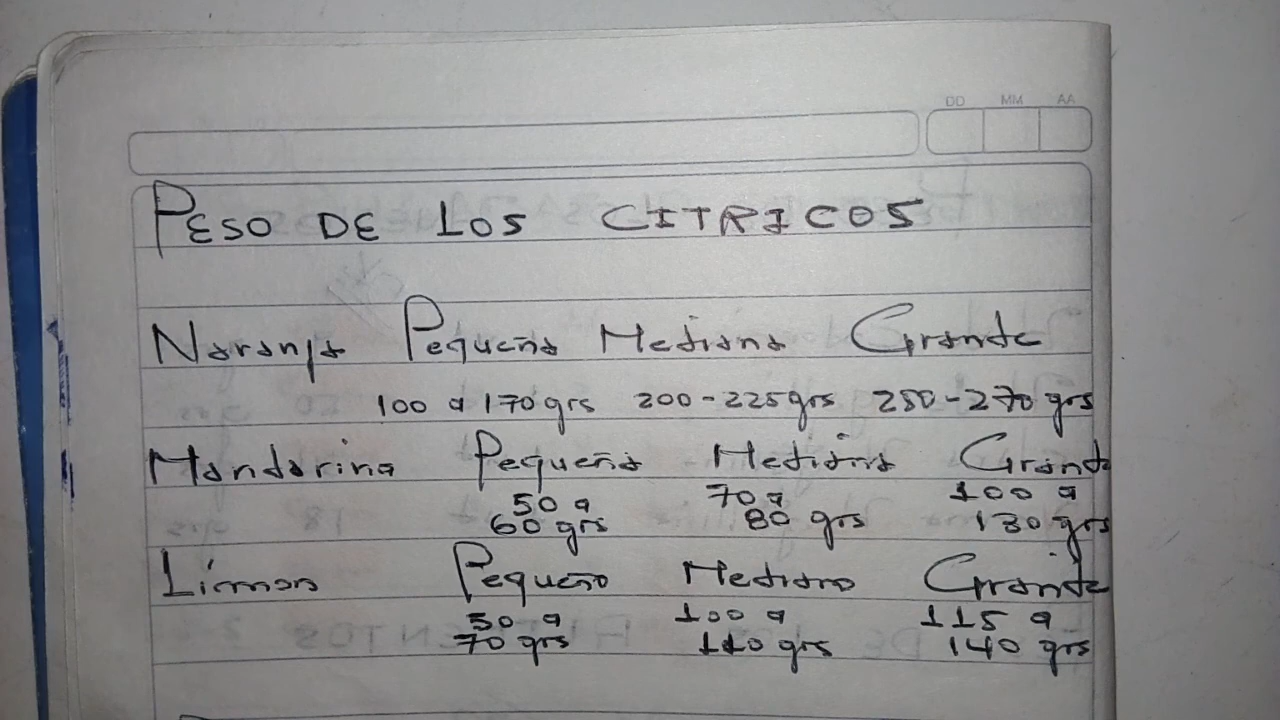 DD MM AA
PESO DE LOS CITRICOS
Naranja Pequeña Mediana Grande
100 a 170 grs 200-225 grs 250-270 grs
Mandarina Pequeña Mediana Grande
50 a 70 a 100 a
60 grs 80 grs 130 grs
Limon Pequeño Mediano Grande
50 a 100 a 115 a
70 grs 110 grs 140 grs